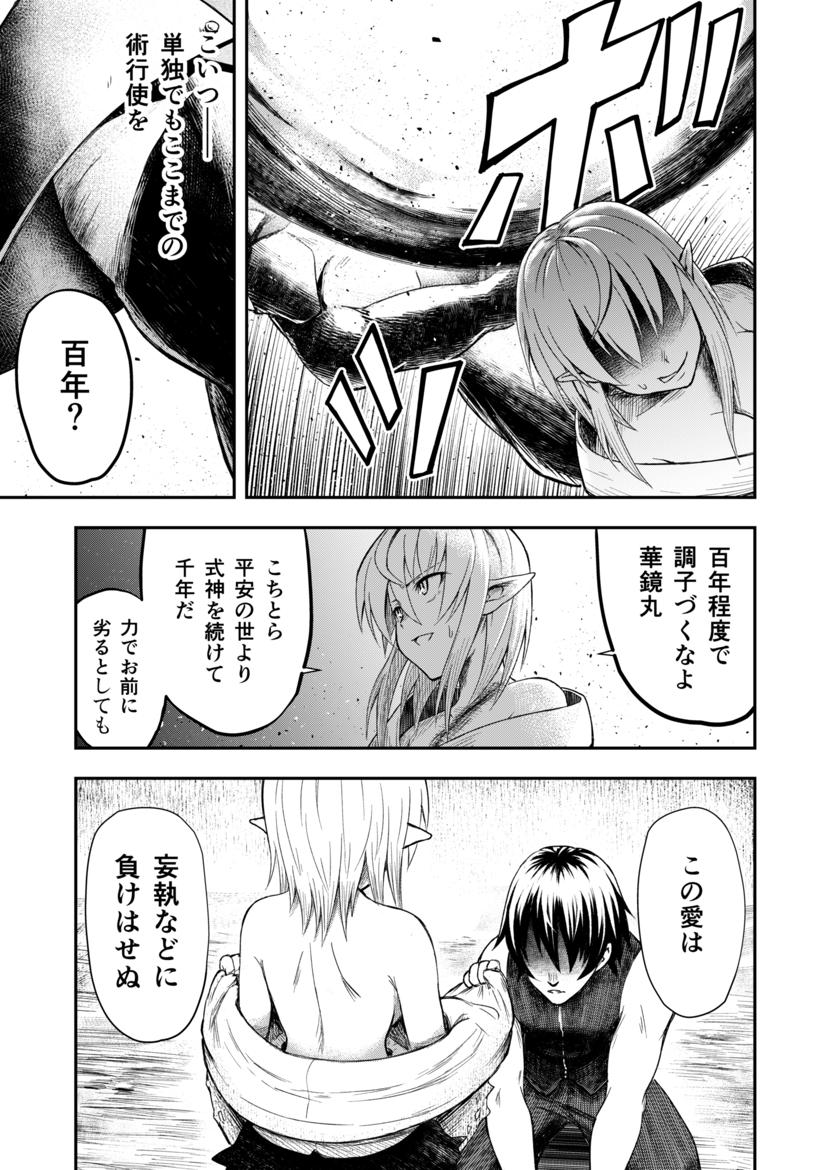 ボッ
こいつ――
単独でもここまでの
術行使を
百年?
百年程度で
調子づくなよ
華鏡丸
こちとら
平安の世より
式神を続けて
千年だ
力でお前に
劣るとしても
この愛は
妄執などに
負けはせぬ